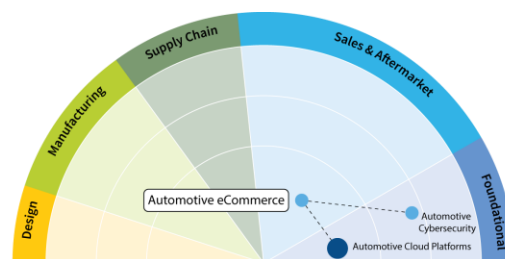 Supply Chain
Sales & Aftermarket
Manufacturing
Design
Foundational
Automotive eCommerce
Automotive
Cybersecurity
Automotive Cloud Platforms